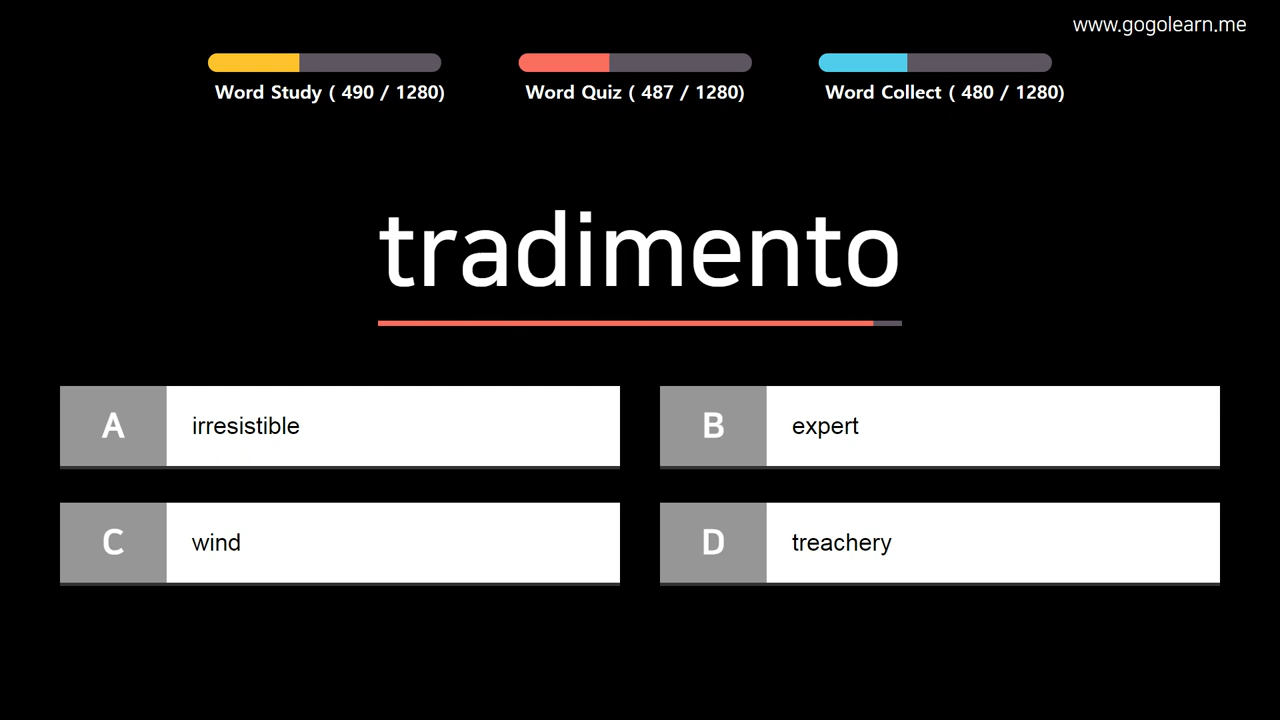 www.gogolearn.me
Word Study ( 490 / 1280)
Word Quiz ( 487 / 1280)
Word Collect ( 480 / 1280)
tradimento
A irresistible
B expert
C wind
D treachery